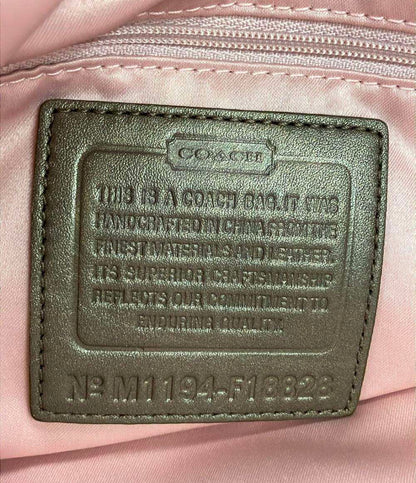 COACH
THIS IS A COACH BAG. IT WAS
HANDCRAFTED IN CHINA FROM THE
FINEST MATERIALS AND LEATHER.
ITS SUPERIOR CRAFTSMANSHIP
REFLECTS OUR COMMITMENT TO
ENDURING QUALITY.
Nº M1194-F18828